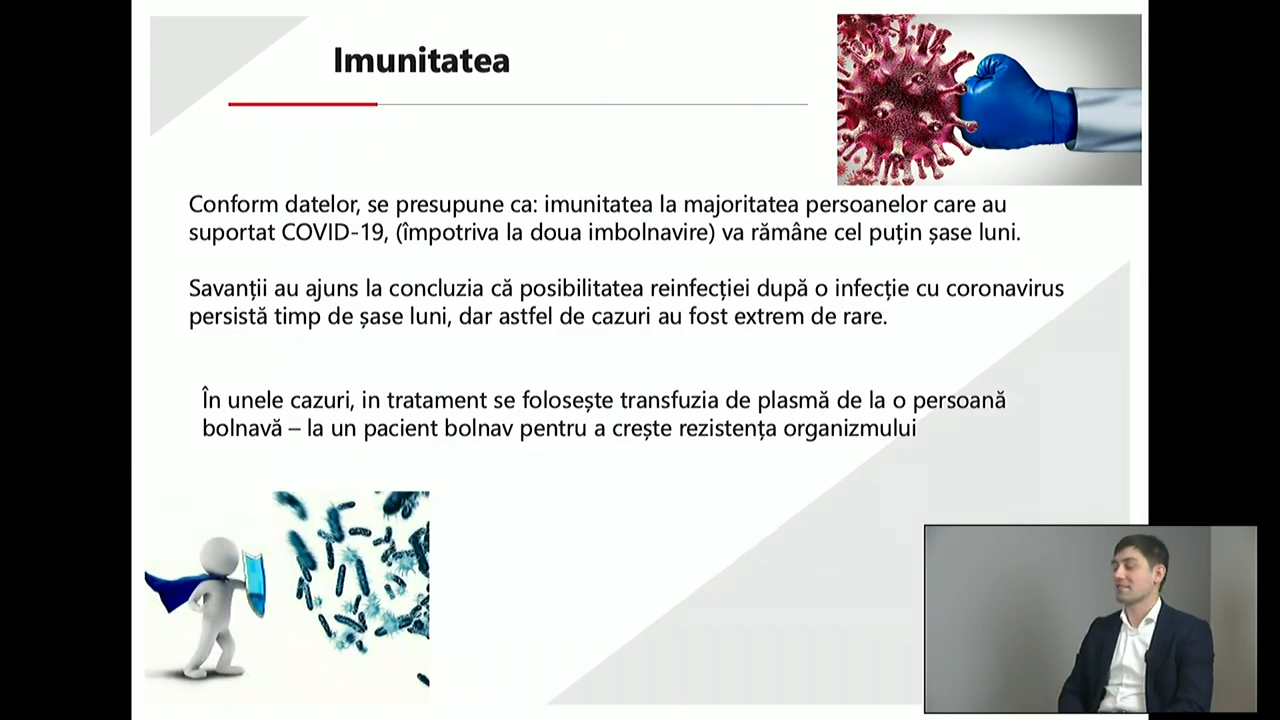 Imunitatea
Conform datelor, se presupune ca: imunitatea la majoritatea persoanelor care au
suportat COVID-19, (împotriva la doua imbolnavire) va rămâne cel puțin șase luni.
Savanții au ajuns la concluzia că posibilitatea reinfecției după o infecție cu coronavirus
persistă timp de șase luni, dar astfel de cazuri au fost extrem de rare.
În unele cazuri, in tratament se folosește transfuzia de plasmă de la o persoană
bolnavă – la un pacient bolnav pentru a crește rezistența organizmului